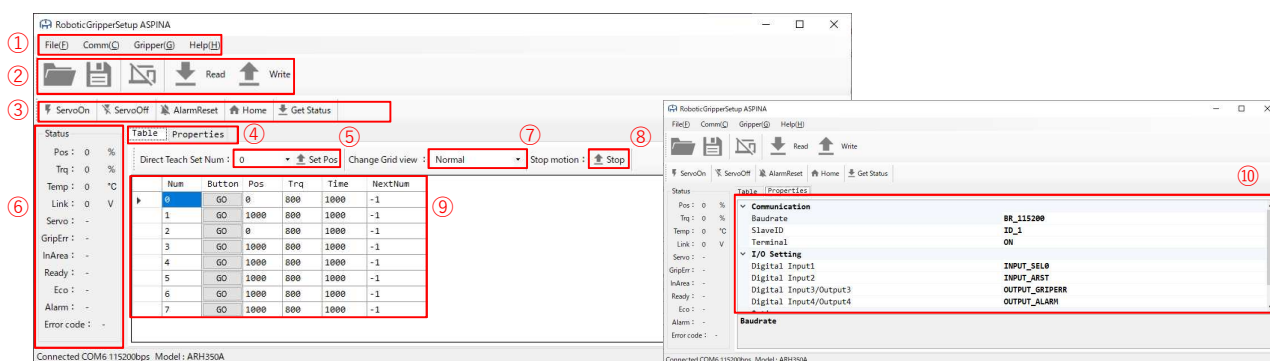 RoboticGripperSetup ASPINA
① File(F) Comm(C) Gripper(G) Help(H)
② Read Write
③ ServoOn ServoOff AlarmReset Home Get Status
Status Table Properties ④ ⑤ ⑦ ⑧
Direct Teach Set Num : 0 Set Pos Change Grid view : Normal Stop motion : Stop
⑥
Pos : 0 %
Trq : 0 %
Temp : 0 °C
Link : 0 V
Servo : -
GripErr : -
InArea : -
Ready : -
Eco : -
Alarm : -
Error code : -
⑨
Num Button Pos Trq Time NextNum
0 GO 0 800 1000 -1
1 GO 1000 800 1000 -1
2 GO 0 800 1000 -1
3 GO 1000 800 1000 -1
4 GO 1000 800 1000 -1
5 GO 1000 800 1000 -1
6 GO 1000 800 1000 -1
7 GO 1000 800 1000 -1
Connected COM6 115200bps Model : ARH350A
RoboticGripperSetup ASPINA
File(F) Comm(C) Gripper(G) Help(H)
Read Write
ServoOn ServoOff AlarmReset Home Get Status
⑩
Status Table Properties
Pos : 0 %
Trq : 0 %
Temp : 0 °C
Link : 0 V
Servo : -
GripErr : -
InArea : -
Ready : -
Eco : -
Alarm : -
Error code : -
Communication
Baudrate BR_115200
SlaveID ID_1
Terminal ON
I/O Setting
Digital Input1 INPUT_SEL0
Digital Input2 INPUT_ARST
Digital Input3/Output3 OUTPUT_GRIPERR
Digital Input4/Output4 OUTPUT_ALARM
Baudrate
Connected COM6 115200bps Model : ARH350A